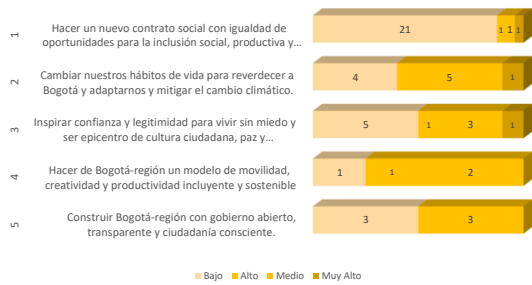 1
Hacer un nuevo contrato social con igualdad de
oportunidades para la inclusión social, productiva y…
21 1 1 1
2
Cambiar nuestros hábitos de vida para reverdecer a
Bogotá y adaptarnos y mitigar el cambio climático.
4 5 1
3
Inspirar confianza y legitimidad para vivir sin miedo y
ser epicentro de cultura ciudadana, paz y…
5 1 3 1
4
Hacer de Bogotá-región un modelo de movilidad,
creatividad y productividad incluyente y sostenible
1 1 2
5
Construir Bogotá-región con gobierno abierto,
transparente y ciudadanía consciente.
3 3
Bajo Alto Medio Muy Alto